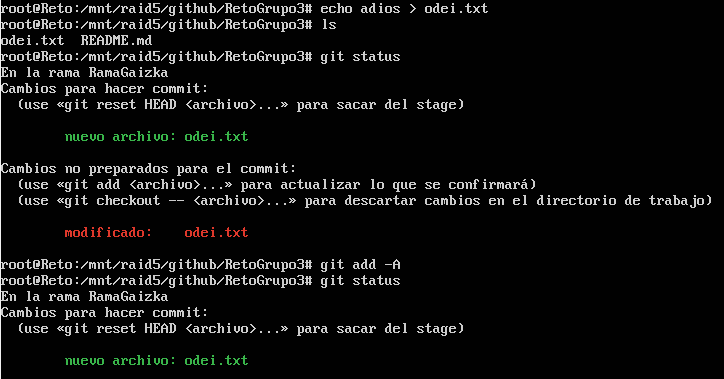 root@Reto:/mnt/raid5/github/RetoGrupo3# echo adios > odei.txt
root@Reto:/mnt/raid5/github/RetoGrupo3# ls
odei.txt  README.md
root@Reto:/mnt/raid5/github/RetoGrupo3# git status
En la rama RamaGaizka
Cambios para hacer commit:
  (use «git reset HEAD <archivo>...» para sacar del stage)
        nuevo archivo: odei.txt
Cambios no preparados para el commit:
  (use «git add <archivo>...» para actualizar lo que se confirmará)
  (use «git checkout -- <archivo>...» para descartar cambios en el directorio de trabajo)
        modificado:    odei.txt
root@Reto:/mnt/raid5/github/RetoGrupo3# git add -A
root@Reto:/mnt/raid5/github/RetoGrupo3# git status
En la rama RamaGaizka
Cambios para hacer commit:
  (use «git reset HEAD <archivo>...» para sacar del stage)
        nuevo archivo: odei.txt